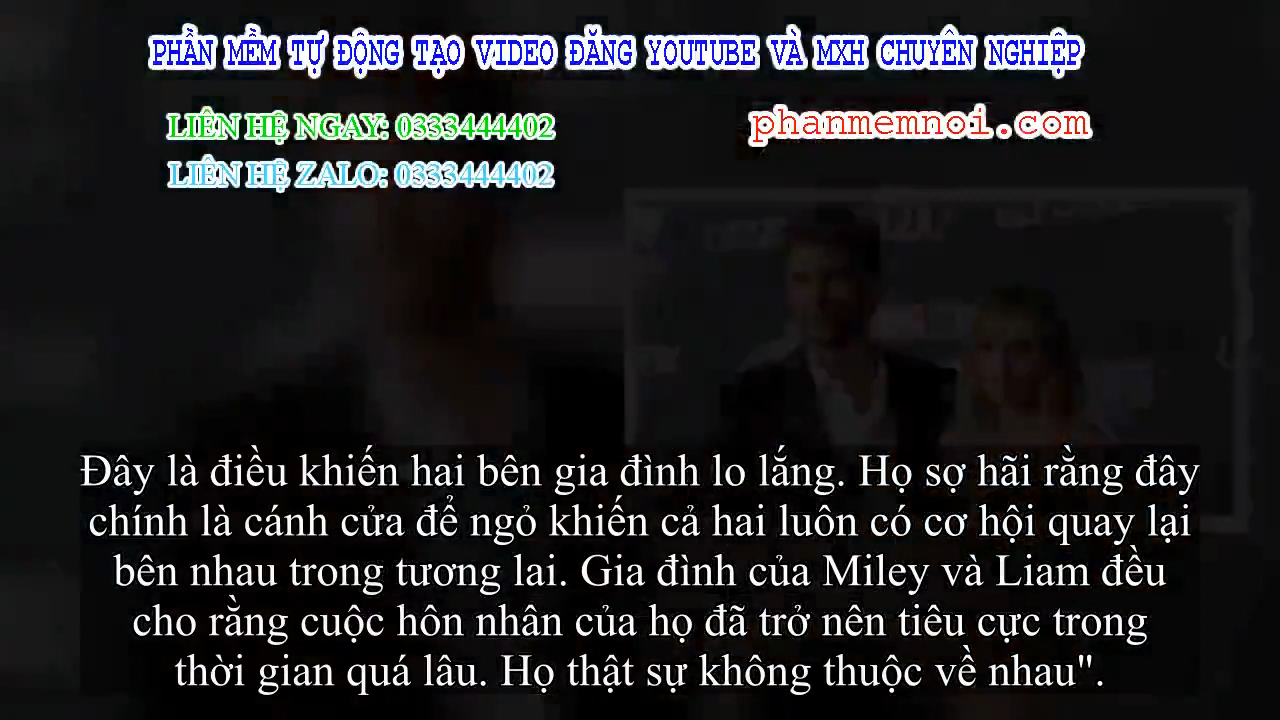 PHẦN MỀM TỰ ĐỘNG TẠO VIDEO ĐĂNG YOUTUBE VÀ MXH CHUYÊN NGHIỆP
LIÊN HỆ NGAY: 0333444402
phanmemnoi.com
LIÊN HỆ ZALO: 0333444402
Đây là điều khiến hai bên gia đình lo lắng. Họ sợ hãi rằng đây
chính là cánh cửa để ngỏ khiến cả hai luôn có cơ hội quay lại
bên nhau trong tương lai. Gia đình của Miley và Liam đều
cho rằng cuộc hôn nhân của họ đã trở nên tiêu cực trong
thời gian quá lâu. Họ thật sự không thuộc về nhau".